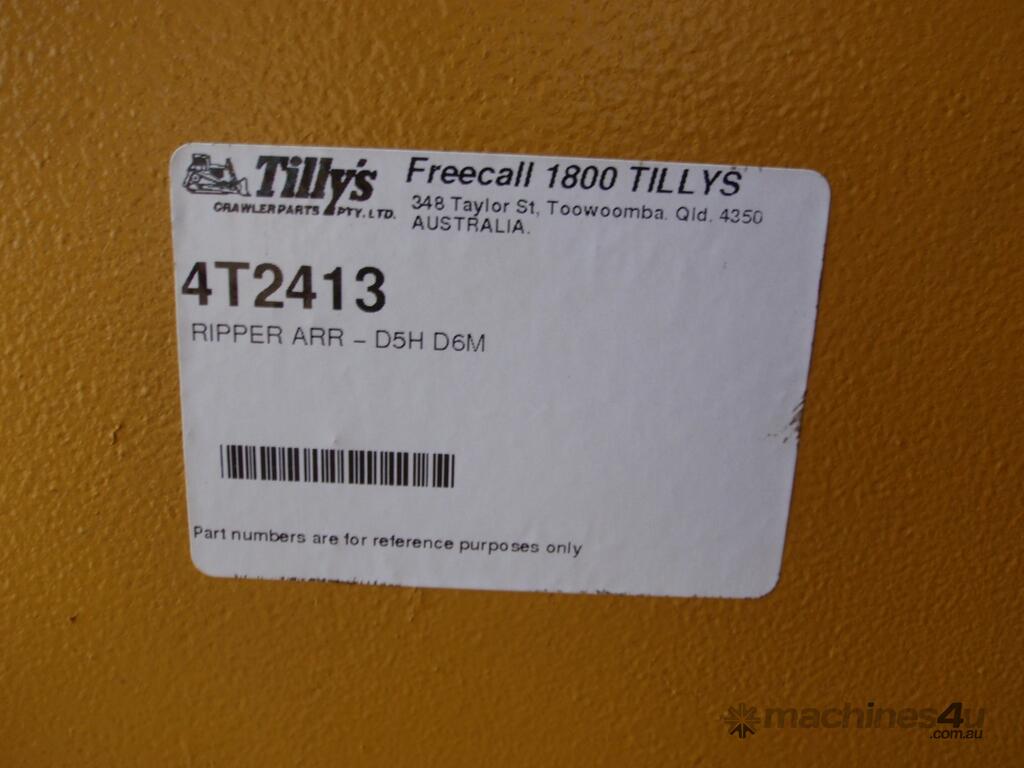 Tilly's
CRAWLER PARTS PTY. LTD.
Freecall 1800 TILLYS
348 Taylor St, Toowoomba. Qld. 4350
AUSTRALIA.
4T2413
RIPPER ARR – D5H D6M
Part numbers are for reference purposes only
machines4u
.com.au